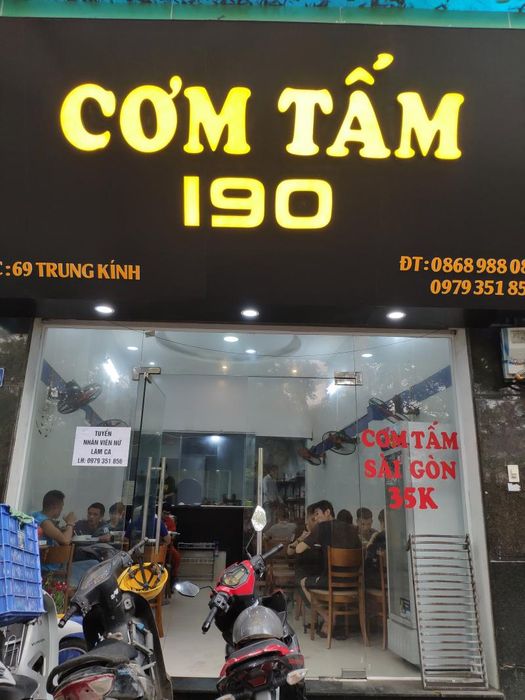 CƠM TẤM
190
C : 69 TRUNG KÍNH
ĐT: 0868 988 08
0979 351 85
TUYỂN
NHÂN VIÊN NỮ
LÀM CA
LH: 0979 351 856
CƠM TẤM
SÀI GÒN
35K